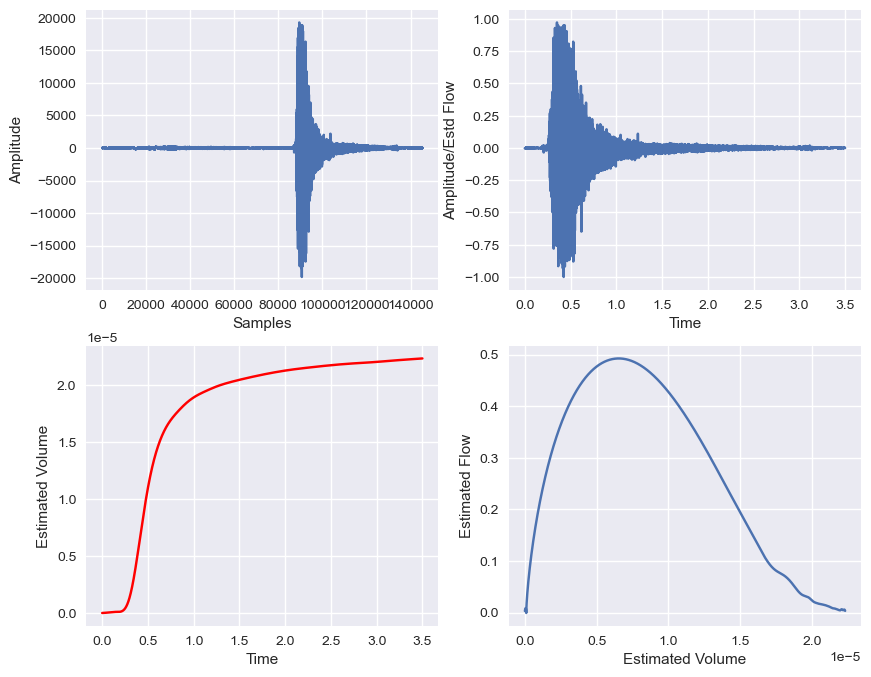 20000
15000
10000
5000
0
−5000
−10000
−15000
−20000
Amplitude
0 20000 40000 60000 80000 100000 120000 140000
Samples
1.00
0.75
0.50
0.25
0.00
−0.25
−0.50
−0.75
−1.00
Amplitude/Estd Flow
0.0 0.5 1.0 1.5 2.0 2.5 3.0 3.5
Time
1e−5
2.0
1.5
1.0
0.5
0.0
Estimated Volume
0.0 0.5 1.0 1.5 2.0 2.5 3.0 3.5
Time
0.5
0.4
0.3
0.2
0.1
0.0
Estimated Flow
0.0 0.5 1.0 1.5 2.0
1e−5
Estimated Volume